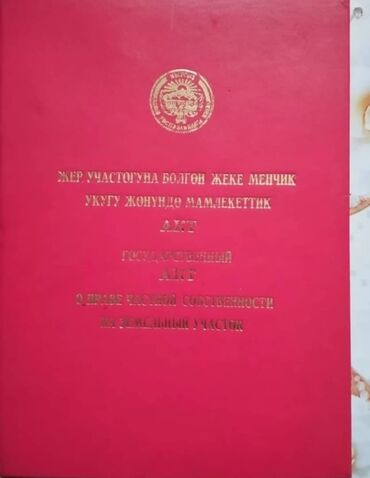 ЖЕР УЧАСТОГУНА БОЛГОН ЖЕКЕ МЕНЧИК
УКУГУ ЖӨНҮНДӨ МАМЛЕКЕТТИК
АКТ
ГОСУДАРСТВЕННЫЙ
АКТ
О ПРАВЕ ЧАСТНОЙ СОБСТВЕННОСТИ
НА ЗЕМЕЛЬНЫЙ УЧАСТОК